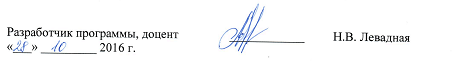 Разработчик программы, доцент Н.В. Левадная
«28» 10 2016 г.